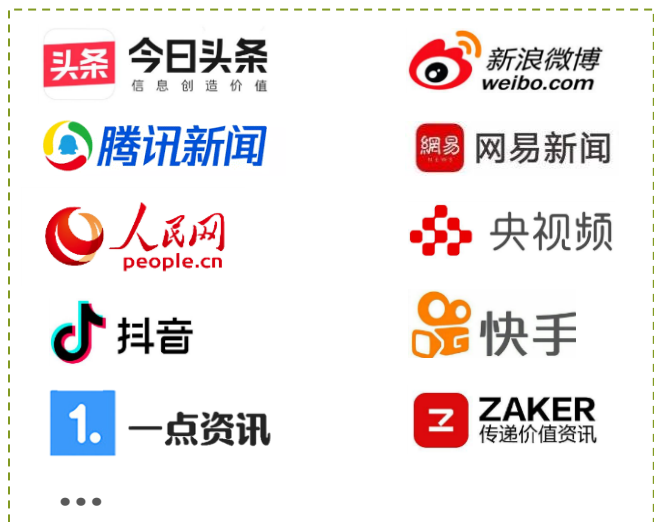 头条 今日头条
信息创造价值
新浪微博
weibo.com
腾讯新闻
網易 网易新闻
NEWS
人民网
people.cn
央视频
抖音
快手
1. 一点资讯
ZAKER
传递价值资讯
...